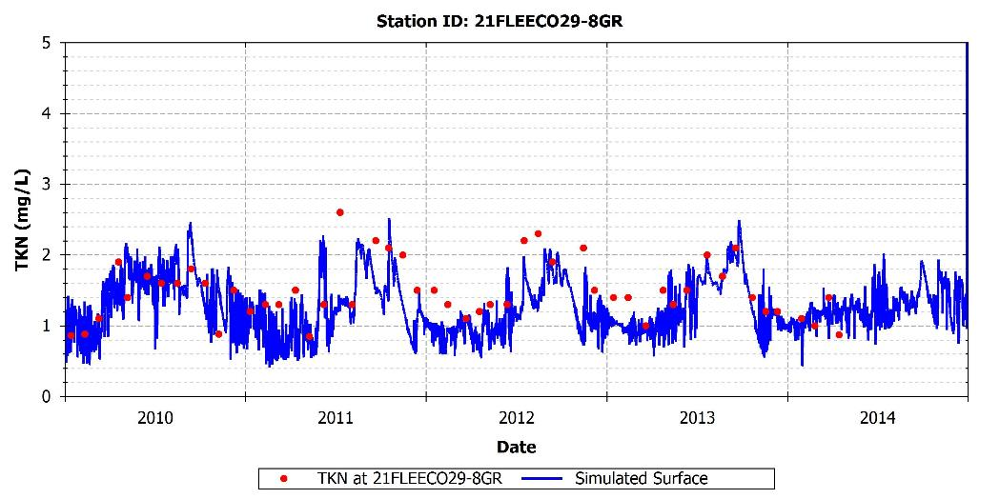 Station ID: 21FLEECO29-8GR
5
4
3
2
1
0
TKN (mg/L)
2010 2011 2012 2013 2014
Date
TKN at 21FLEECO29-8GR Simulated Surface